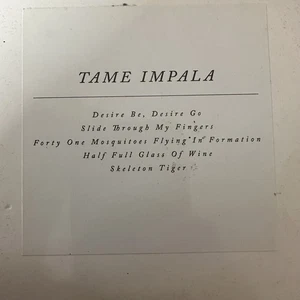 TAME IMPALA
Desire Be, Desire Go
Slide Through My Fingers
Forty One Mosquitoes Flying In Formation
Half Full Glass Of Wine
Skeleton Tiger